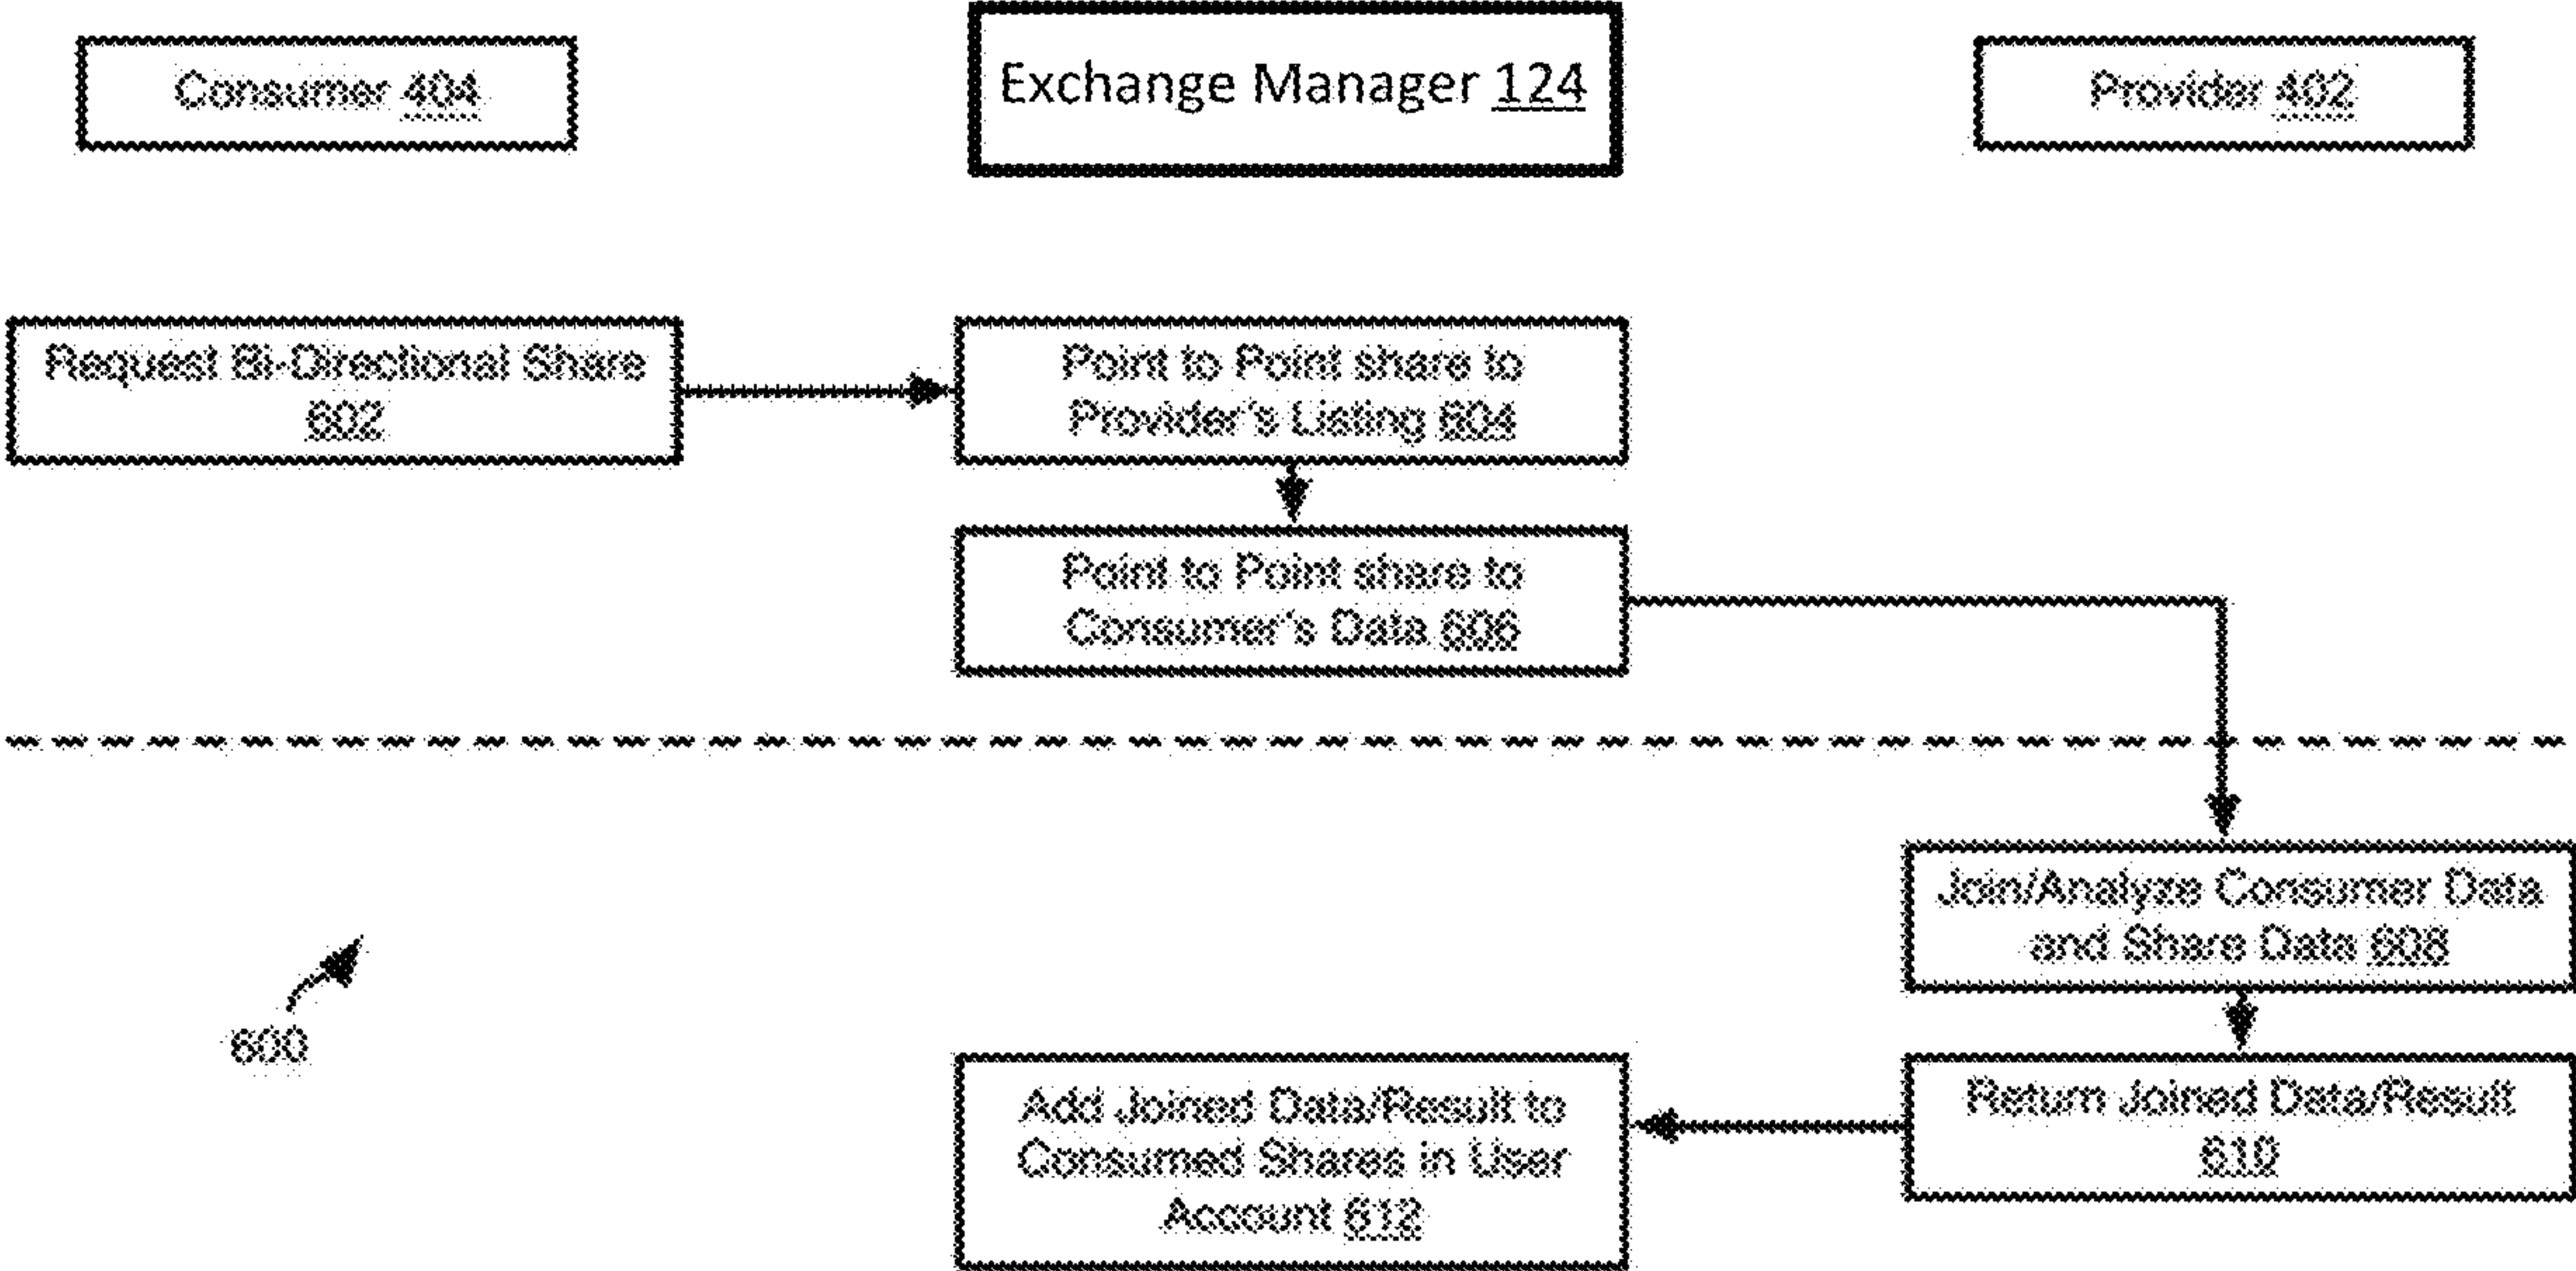 Consumer 404
Exchange Manager 124
Provider 402
Request Bi-Directional Share
602
Point to Point share to
Provider's Listing 604
Point to Point share to
Consumer's Data 606
Join/Analyze Consumer Data
and Share Data 608
600
Add Joined Data/Result to
Consumed Shares in User
Account 612
Return Joined Data/Result
610